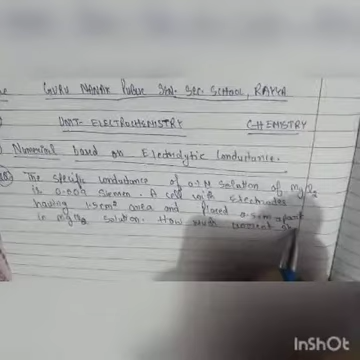 GURU NANAK Public SEN. SEC. SCHOOL, RAYYA
UNIT- ELECTROCHEMISTRY CHEMISTRY
Numerical based on Electrolytic Conductance.
The specific conductance of 0.1 M solution of
is 0.009 siemen. A cell with electrodes
having 1.5cm² area and placed 0.5cm apart
in solution. How much current
InShOt